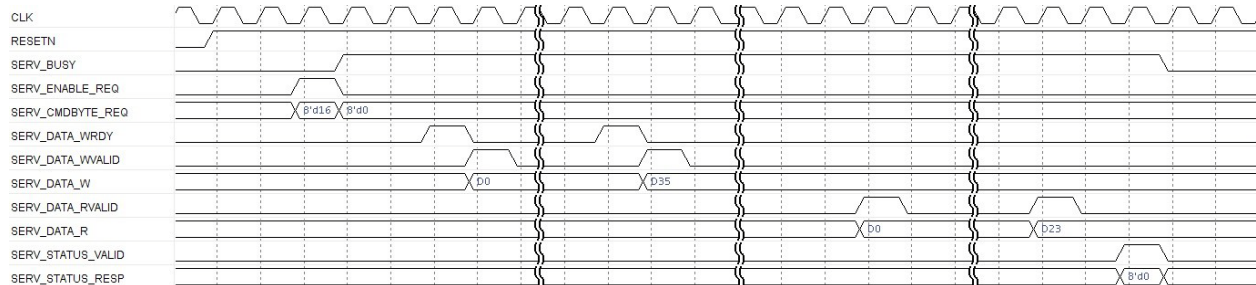 CLK
RESETN
SERV_BUSY
SERV_ENABLE_REQ
SERV_CMDBYTE_REQ 8'd16 8'd0
SERV_DATA_WRDY
SERV_DATA_WVALID
SERV_DATA_W D0 D35
SERV_DATA_RVALID
SERV_DATA_R D0 D23
SERV_STATUS_VALID
SERV_STATUS_RESP 8'd0